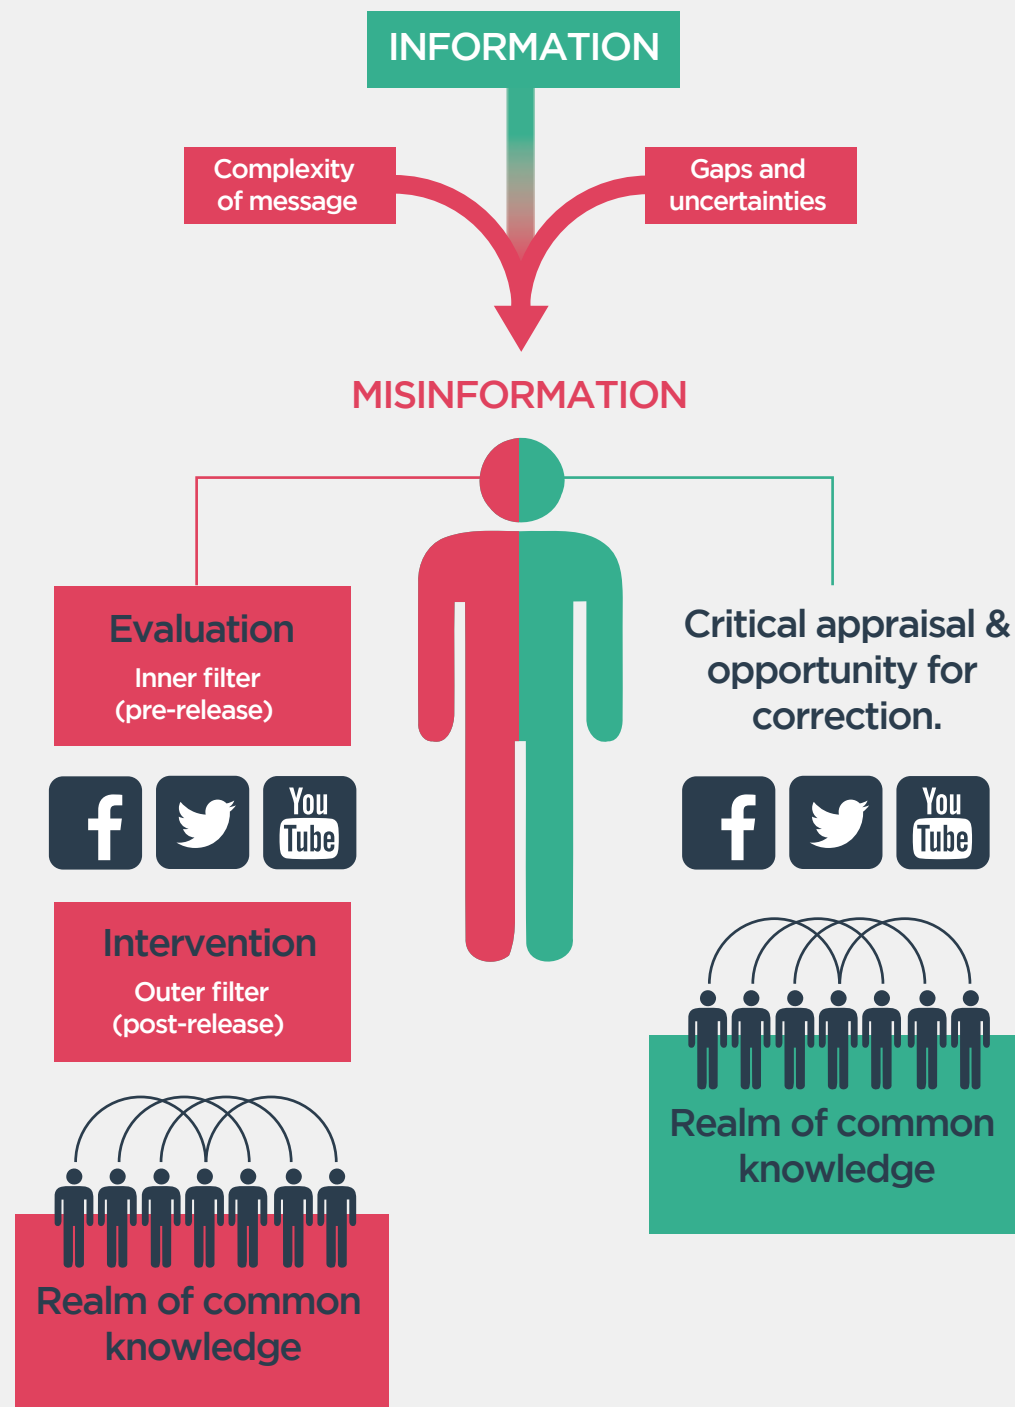 INFORMATION
Complexity
of message
Gaps and
uncertainties
MISINFORMATION
Evaluation
Inner filter
(pre-release)
f
You
Tube
Intervention
Outer filter
(post-release)
Realm of common
knowledge
Critical appraisal &
opportunity for
correction.
f
You
Tube
Realm of common
knowledge